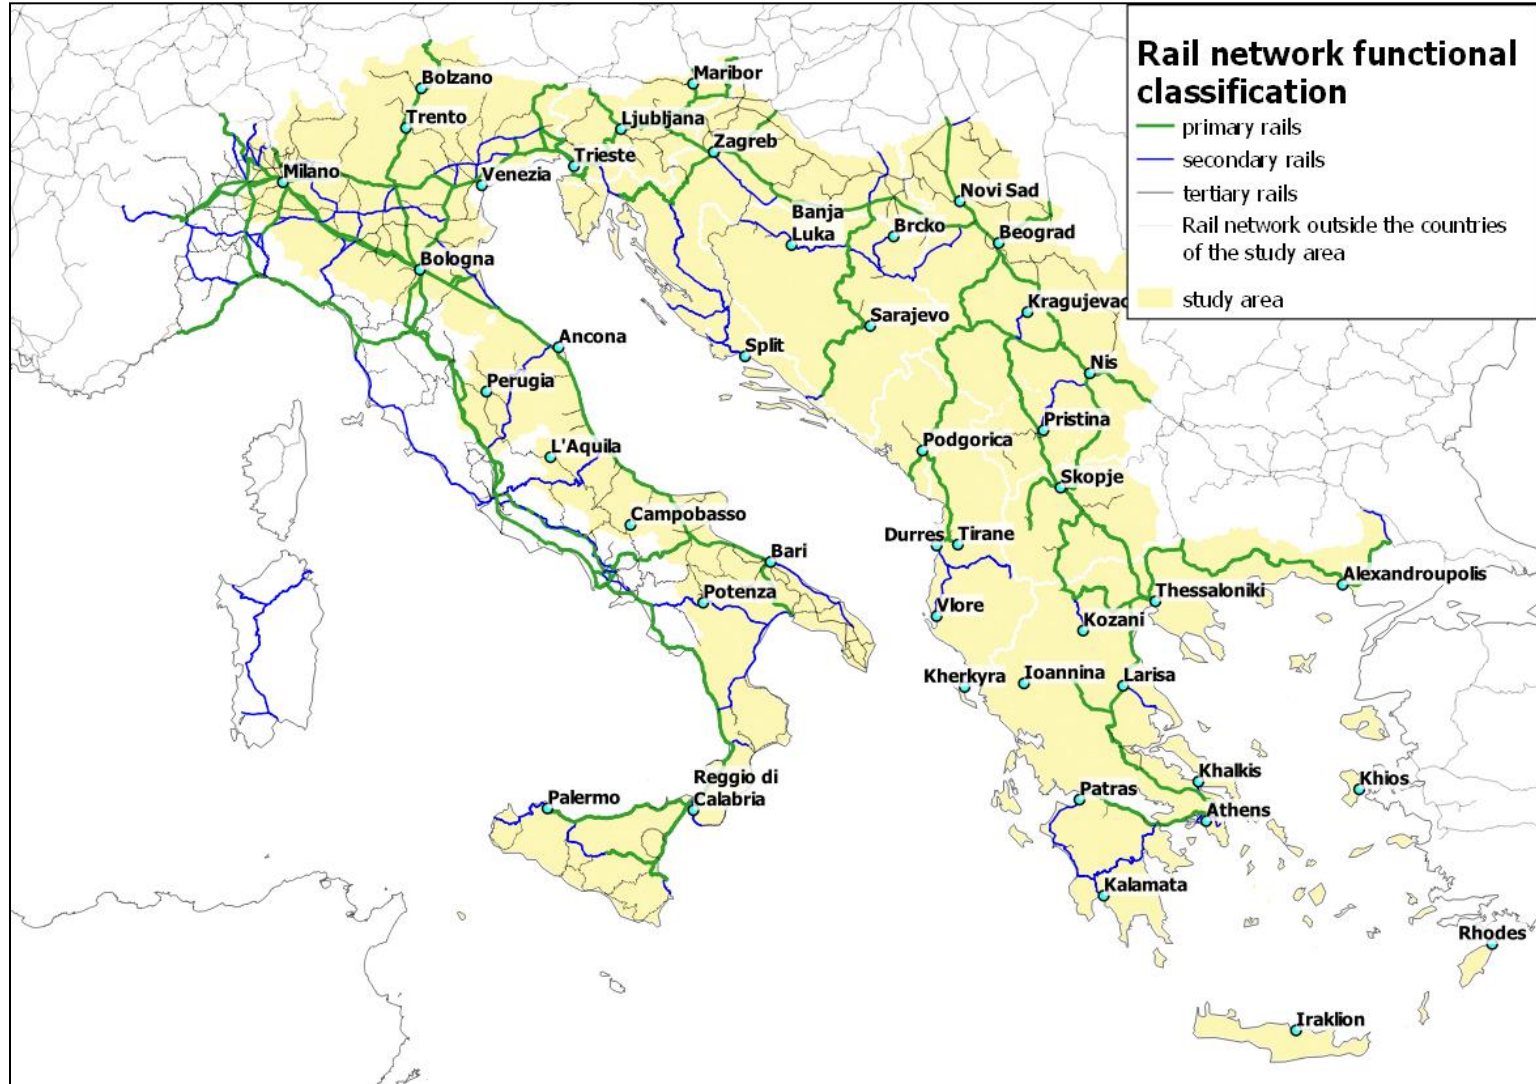 Rail network functional
classification
primary rails
secondary rails
tertiary rails
Rail network outside the countries
of the study area
study area
Bolzano
Maribor
Trento
Ljubljana
Zagreb
Trieste
Milano
Venezia
Novi Sad
Banja
Luka
Brcko
Beograd
Bologna
Kragujevac
Sarajevo
Ancona
Split
Nis
Perugia
Pristina
Podgorica
L'Aquila
Skopje
Campobasso
Durres
Tirane
Bari
Alexandroupolis
Potenza
Thessaloniki
Vlore
Kozani
Kherkyra
Ioannina
Larisa
Reggio di
Calabria
Khalkis
Khios
Palermo
Patras
Athens
Kalamata
Rhodes
Iraklion